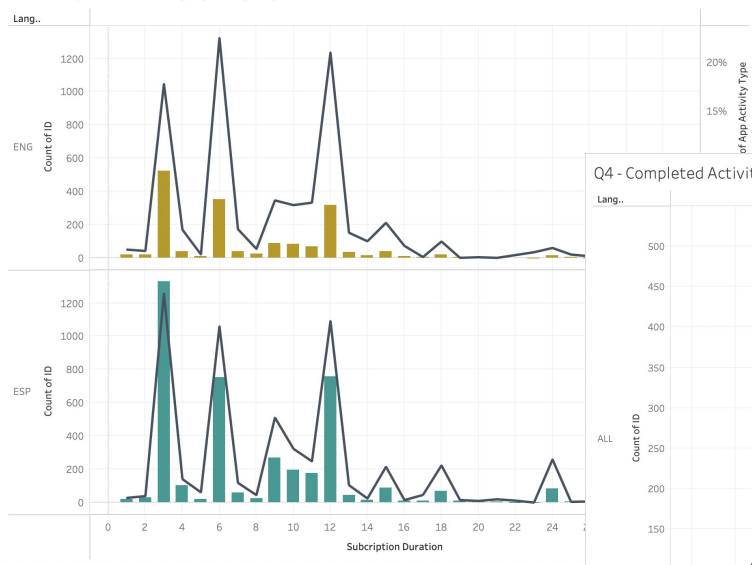 Lang..
1200
1000
800
600
400
200
0
ENG
Count of ID
20%
15%
of App Activity Type
1200
1000
800
600
400
200
0
ESP
Count of ID
0 2 4 6 8 10 12 14 16 18 20 22 24
Subcription Duration
Q4 - Completed Activit
Lang..
500
450
400
350
300
250
200
150
ALL
Count of ID